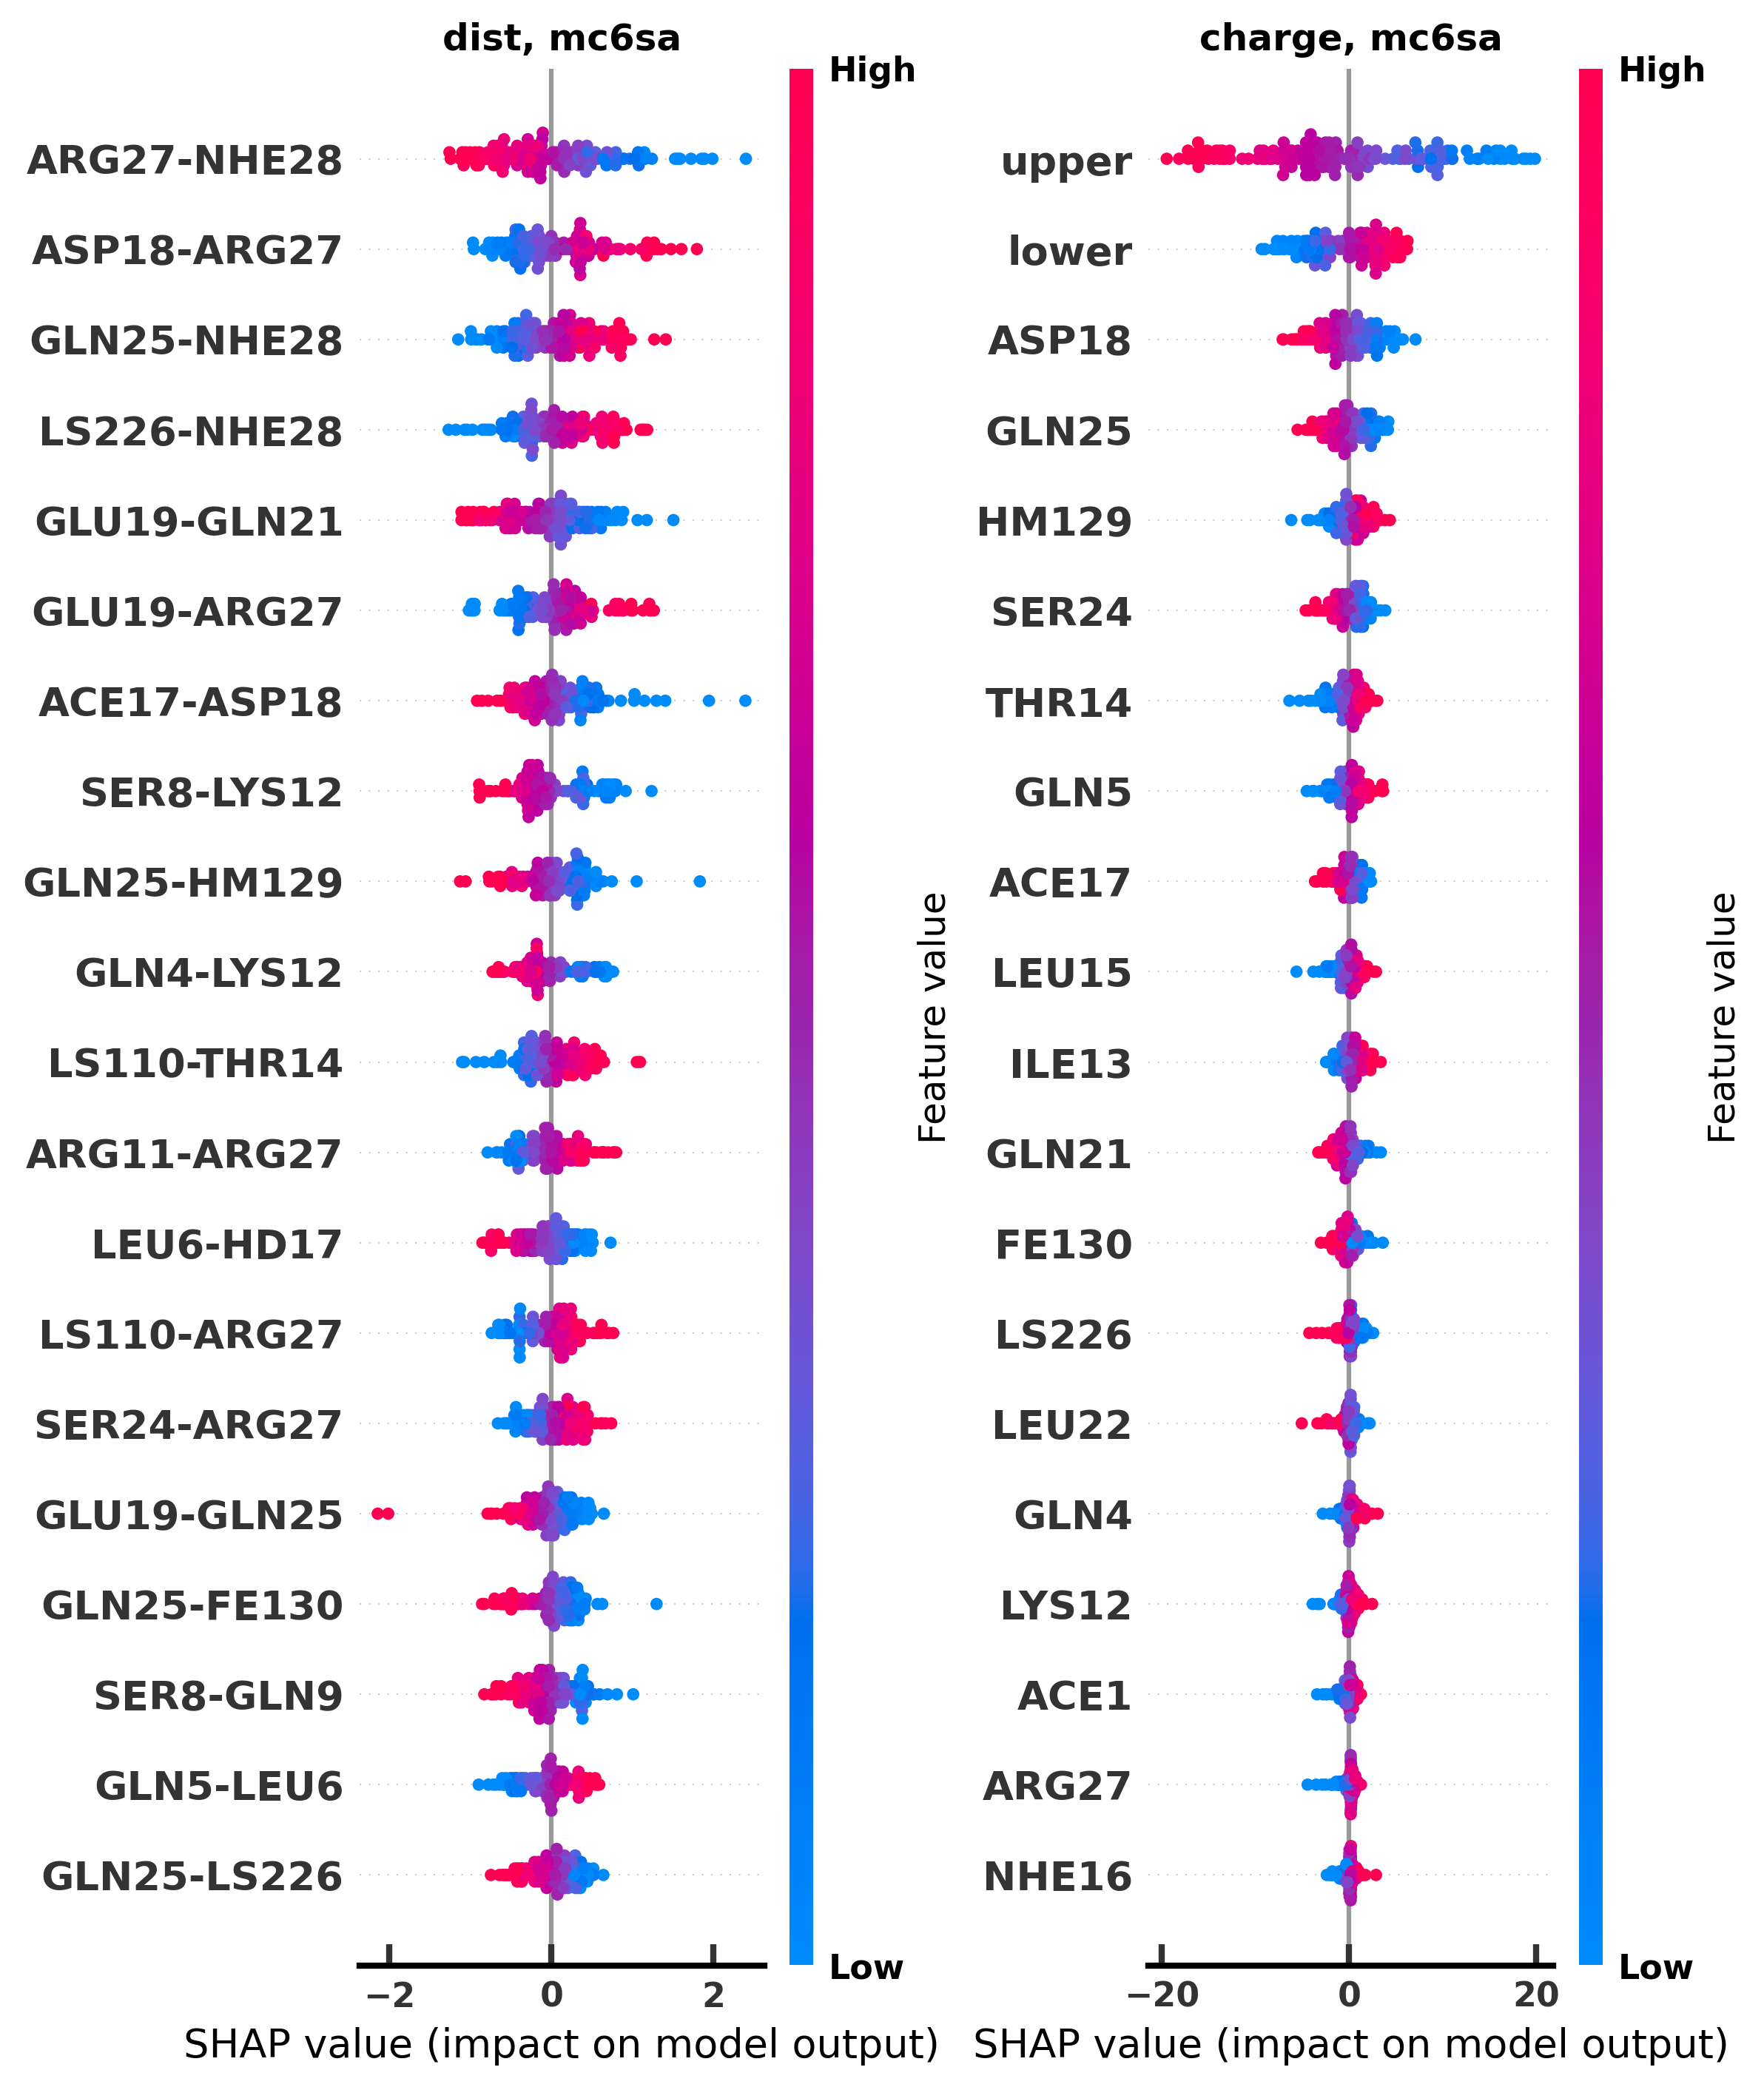 dist, mc6sa
High
ARG27-NHE28
ASP18-ARG27
GLN25-NHE28
LS226-NHE28
GLU19-GLN21
GLU19-ARG27
ACE17-ASP18
SER8-LYS12
GLN25-HM129
GLN4-LYS12
LS110-THR14
ARG11-ARG27
LEU6-HD17
LS110-ARG27
SER24-ARG27
GLU19-GLN25
GLN25-FE130
SER8-GLN9
GLN5-LEU6
GLN25-LS226
Feature value
Low
−2 0 2
SHAP value (impact on model output)
charge, mc6sa
High
upper
lower
ASP18
GLN25
HM129
SER24
THR14
GLN5
ACE17
LEU15
ILE13
GLN21
FE130
LS226
LEU22
GLN4
LYS12
ACE1
ARG27
NHE16
Feature value
Low
−20 0 20
SHAP value (impact on model output)